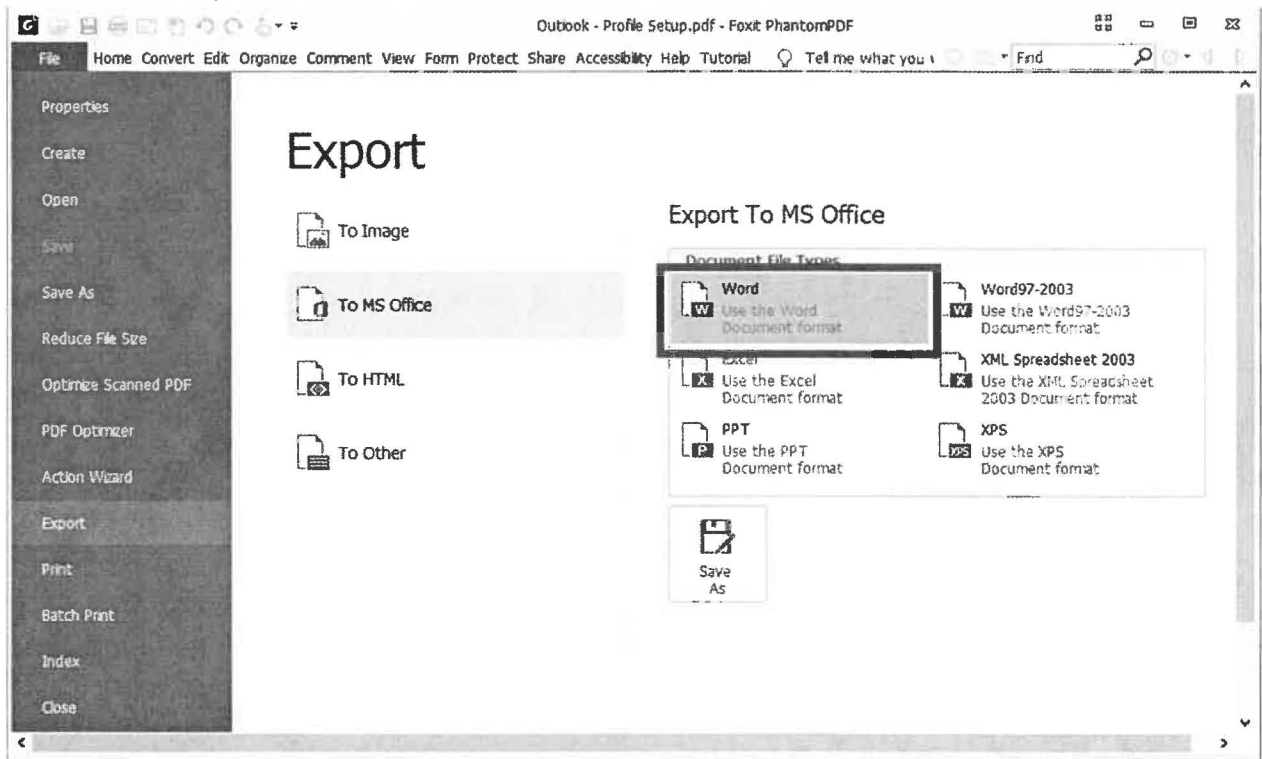 Outlook - Profile Setup.pdf - Foxit PhantomPDF
File Home Convert Edit Organize Comment View Form Protect Share Accessibility Help Tutorial Tell me what you Find
Properties
Create
Open
Save
Save As
Reduce File Size
Optimize Scanned PDF
PDF Optimizer
Action Wizard
Export
Print
Batch Print
Index
Close
Export
To Image
To MS Office
To HTML
To Other
Export To MS Office
Document File Types
Word
Use the Word
Document format
Word97-2003
Use the Word97-2003
Document format
Excel
Use the Excel
Document format
XML Spreadsheet 2003
Use the XML Spreadsheet
2003 Document format
PPT
Use the PPT
Document format
XPS
XPS
Use the XPS
Document format
Save
As